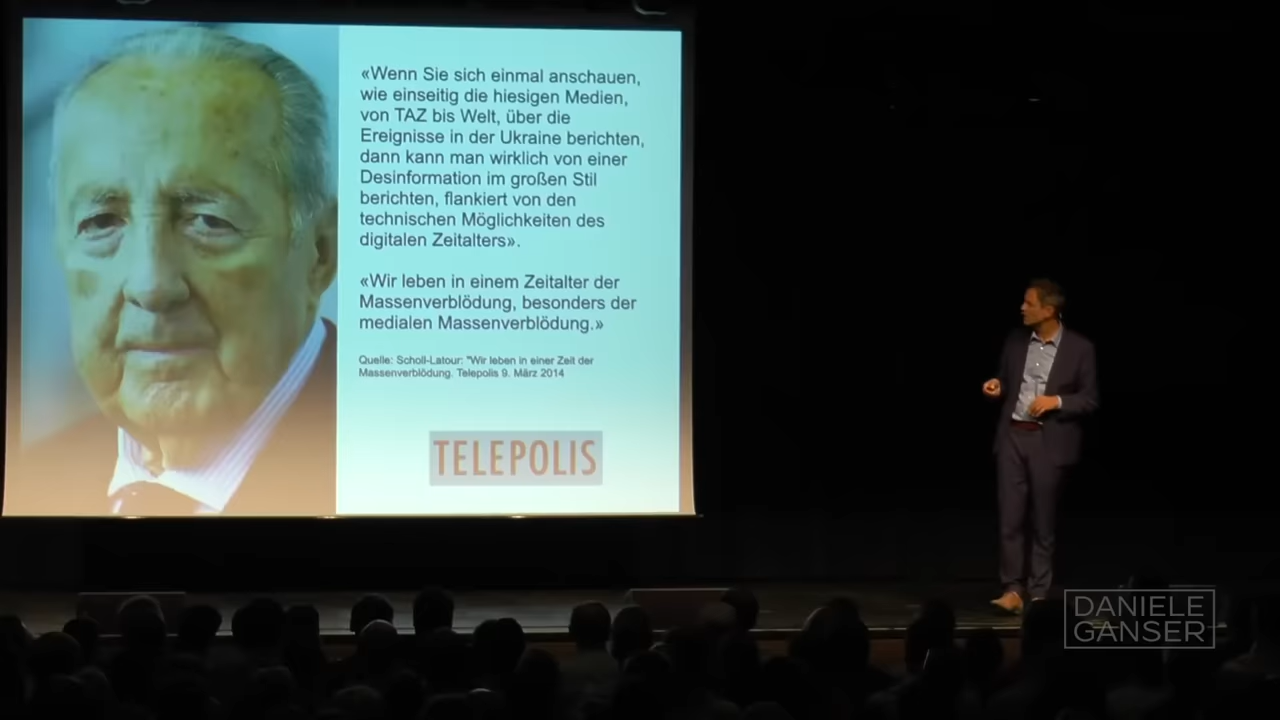 «Wenn Sie sich einmal anschauen,
wie einseitig die hiesigen Medien,
von TAZ bis Welt, über die
Ereignisse in der Ukraine berichten,
dann kann man wirklich von einer
Desinformation im großen Stil
berichten, flankiert von den
technischen Möglichkeiten des
digitalen Zeitalters».
«Wir leben in einem Zeitalter der
Massenverblödung, besonders der
medialen Massenverblödung.»
Quelle: Scholl-Latour: "Wir leben in einer Zeit der
Massenverblödung. Telepolis 9. März 2014
TELEPOLIS
DANIELE
GANSER